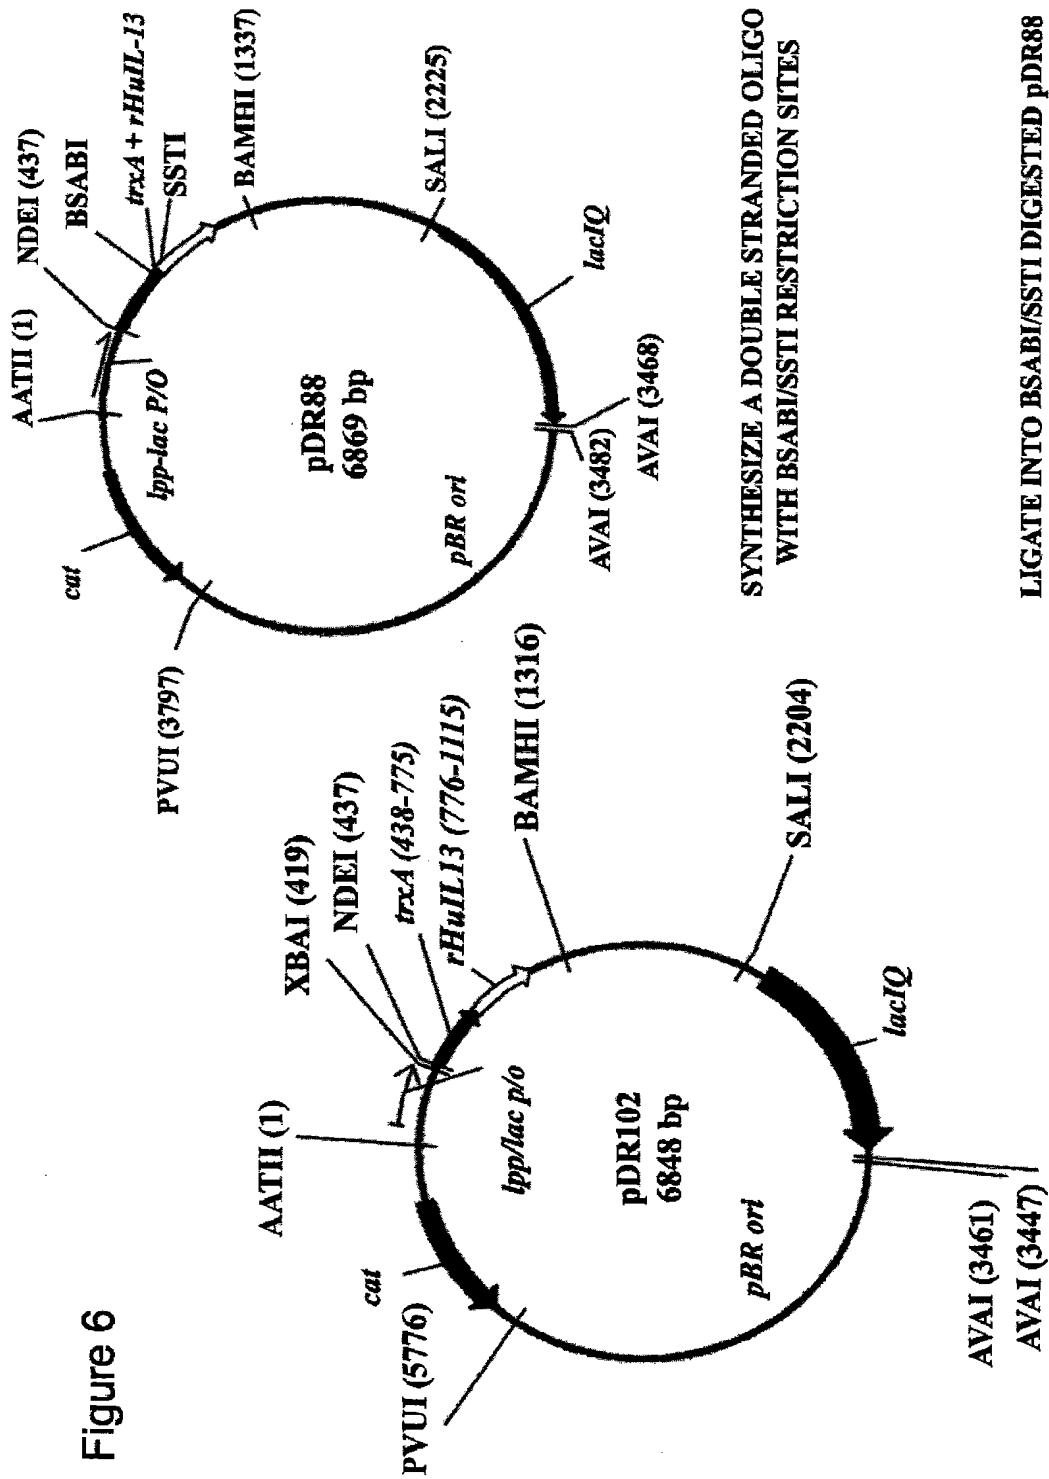 Figure 6
AATII (1)
XBAI (419)
NDEI (437)
trxA (438-775)
rHuIL13 (776-1115)
BAMHI (1316)
SALI (2204)
lacIQ
AVAI (3461)
AVAI (3447)
pBR ori
PVUI (5776)
cat
lpp/lac p/o
pDR102
6848 bp
AATII (1)
NDEI (437)
BSABI
trxA + rHuIL-13
SSTI
BAMHI (1337)
SALI (2225)
lacIQ
AVAI (3468)
AVAI (3482)
pBR ori
PVUI (3797)
cat
lpp-lac P/O
pDR88
6869 bp
SYNTHESIZE A DOUBLE STRANDED OLIGO
WITH BSABI/SSTI RESTRICTION SITES
LIGATE INTO BSABI/SSTI DIGESTED pDR88